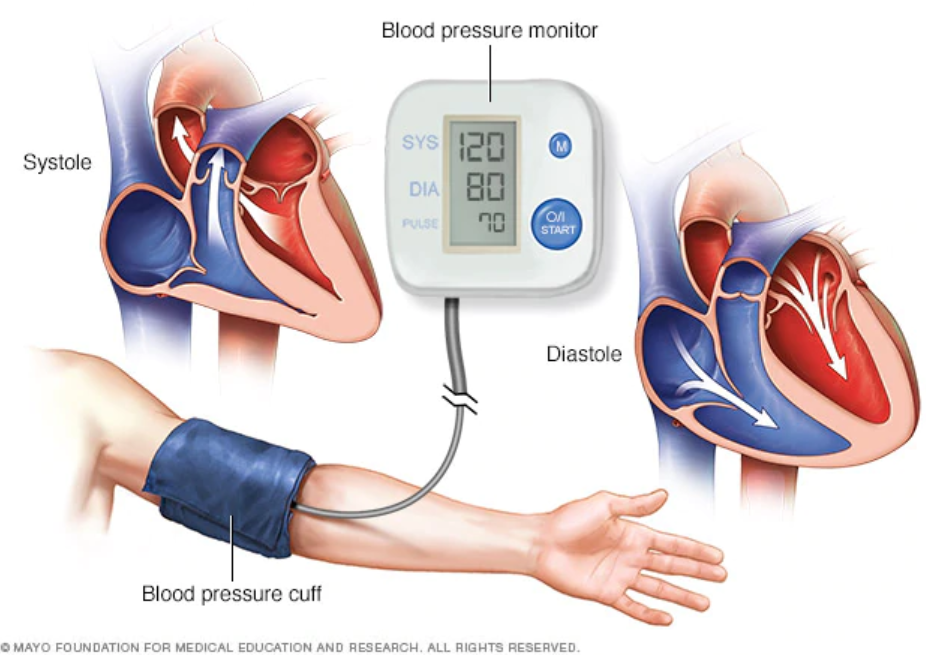 Blood pressure monitor
Systole
SYS 120 M
DIA 80
PULSE 70
O/I
START
Diastole
Blood pressure cuff
© MAYO FOUNDATION FOR MEDICAL EDUCATION AND RESEARCH. ALL RIGHTS RESERVED.